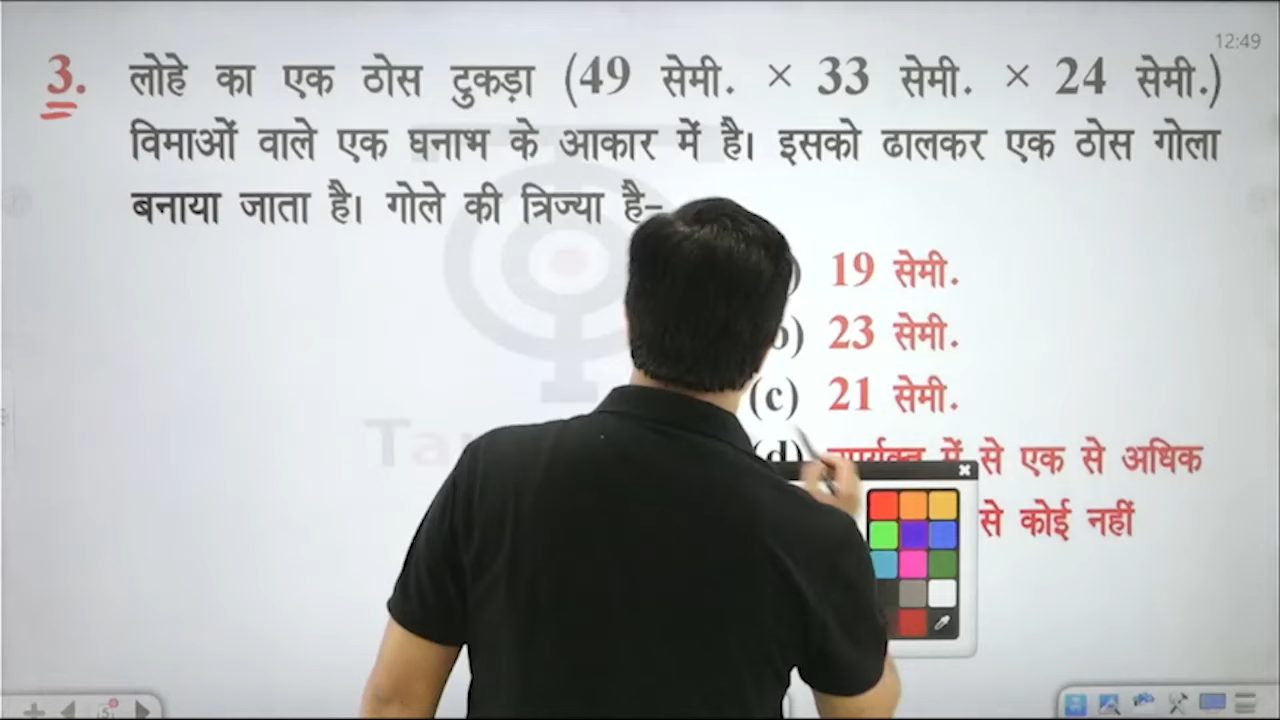 12:49
3. लोहे का एक ठोस टुकड़ा (49 सेमी. × 33 सेमी. × 24 सेमी.)
विमाओं वाले एक घनाभ के आकार में है। इसको ढालकर एक ठोस गोला
बनाया जाता है। गोले की त्रिज्या है–
19 सेमी.
23 सेमी.
(c) 21 सेमी.
(d) में से एक से अधिक
से कोई नहीं